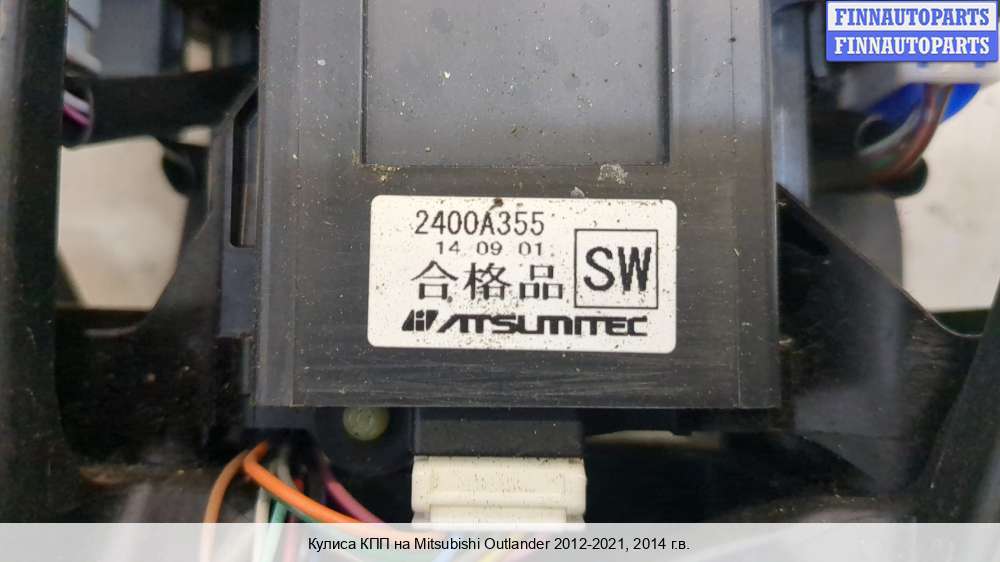 FINNAUTOPARTS
FINNAUTOPARTS
2400A355
14 09 01.
合格品
SW
ATSUMITEC
Кулиса КПП на Mitsubishi Outlander 2012-2021, 2014 г.в.